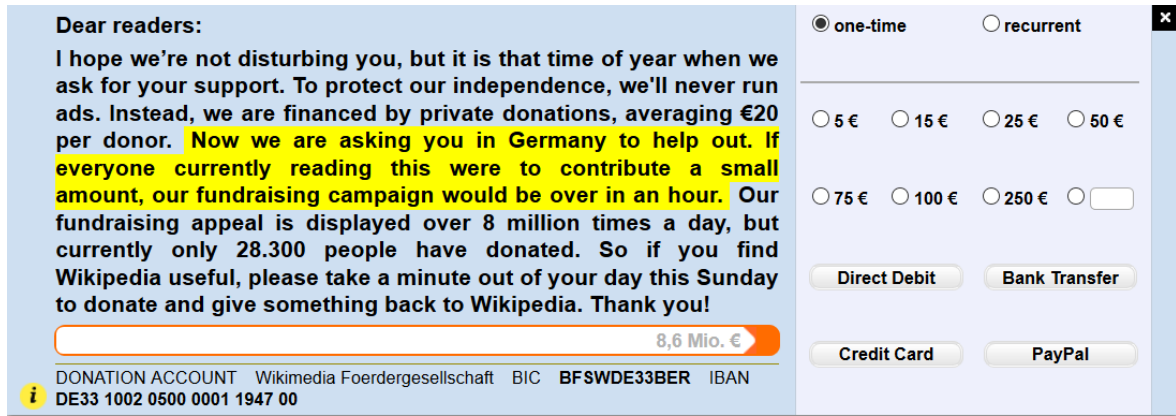 Dear readers:
I hope we're not disturbing you, but it is that time of year when we
ask for your support. To protect our independence, we'll never run
ads. Instead, we are financed by private donations, averaging €20
per donor. Now we are asking you in Germany to help out. If
everyone currently reading this were to contribute a small
amount, our fundraising campaign would be over in an hour. Our
fundraising appeal is displayed over 8 million times a day, but
currently only 28.300 people have donated. So if you find
Wikipedia useful, please take a minute out of your day this Sunday
to donate and give something back to Wikipedia. Thank you!
8,6 Mio. €
DONATION ACCOUNT Wikimedia Foerdergesellschaft BIC BFSWDE33BER IBAN
DE33 1002 0500 0001 1947 00
one-time recurrent
5 € 15 € 25 € 50 €
75 € 100 € 250 €
Direct Debit Bank Transfer
Credit Card PayPal